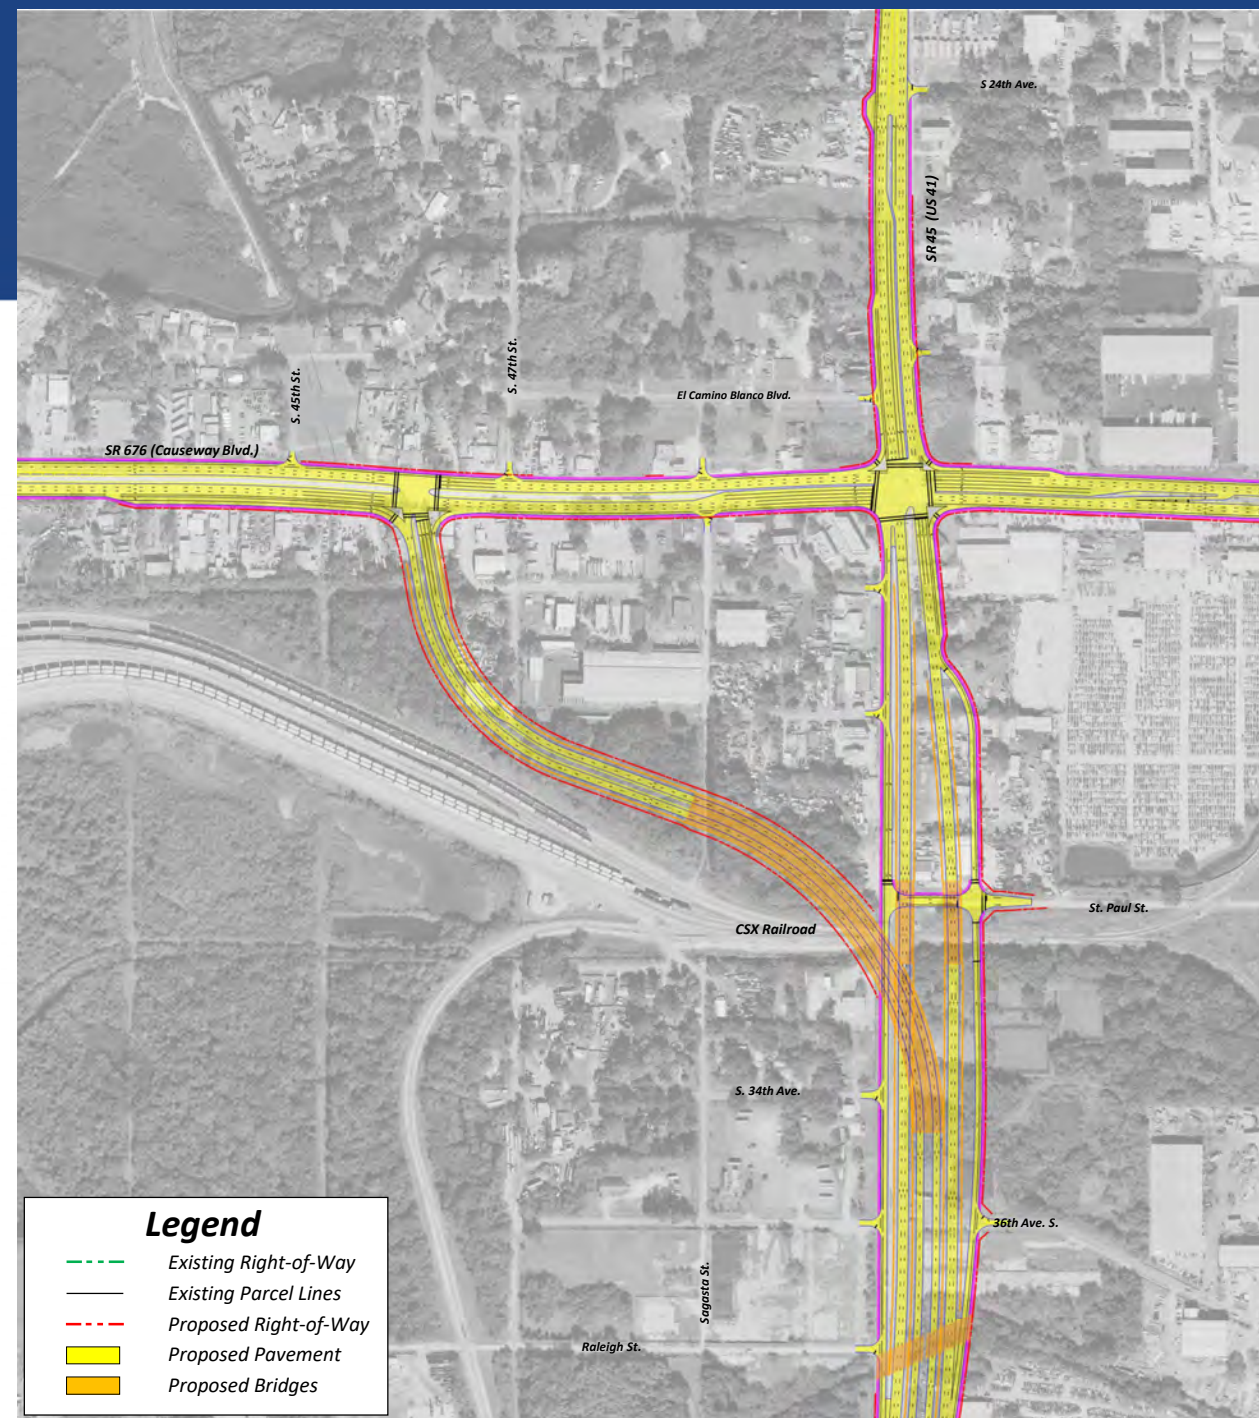 S 24th Ave.
SR 45 (US 41)
S. 47th St.
S. 45th St.
El Camino Blanco Blvd.
SR 676 (Causeway Blvd.)
St. Paul St.
CSX Railroad
S. 34th Ave.
36th Ave. S.
Sagasta St.
Raleigh St.
Legend
Existing Right-of-Way
Existing Parcel Lines
Proposed Right-of-Way
Proposed Pavement
Proposed Bridges